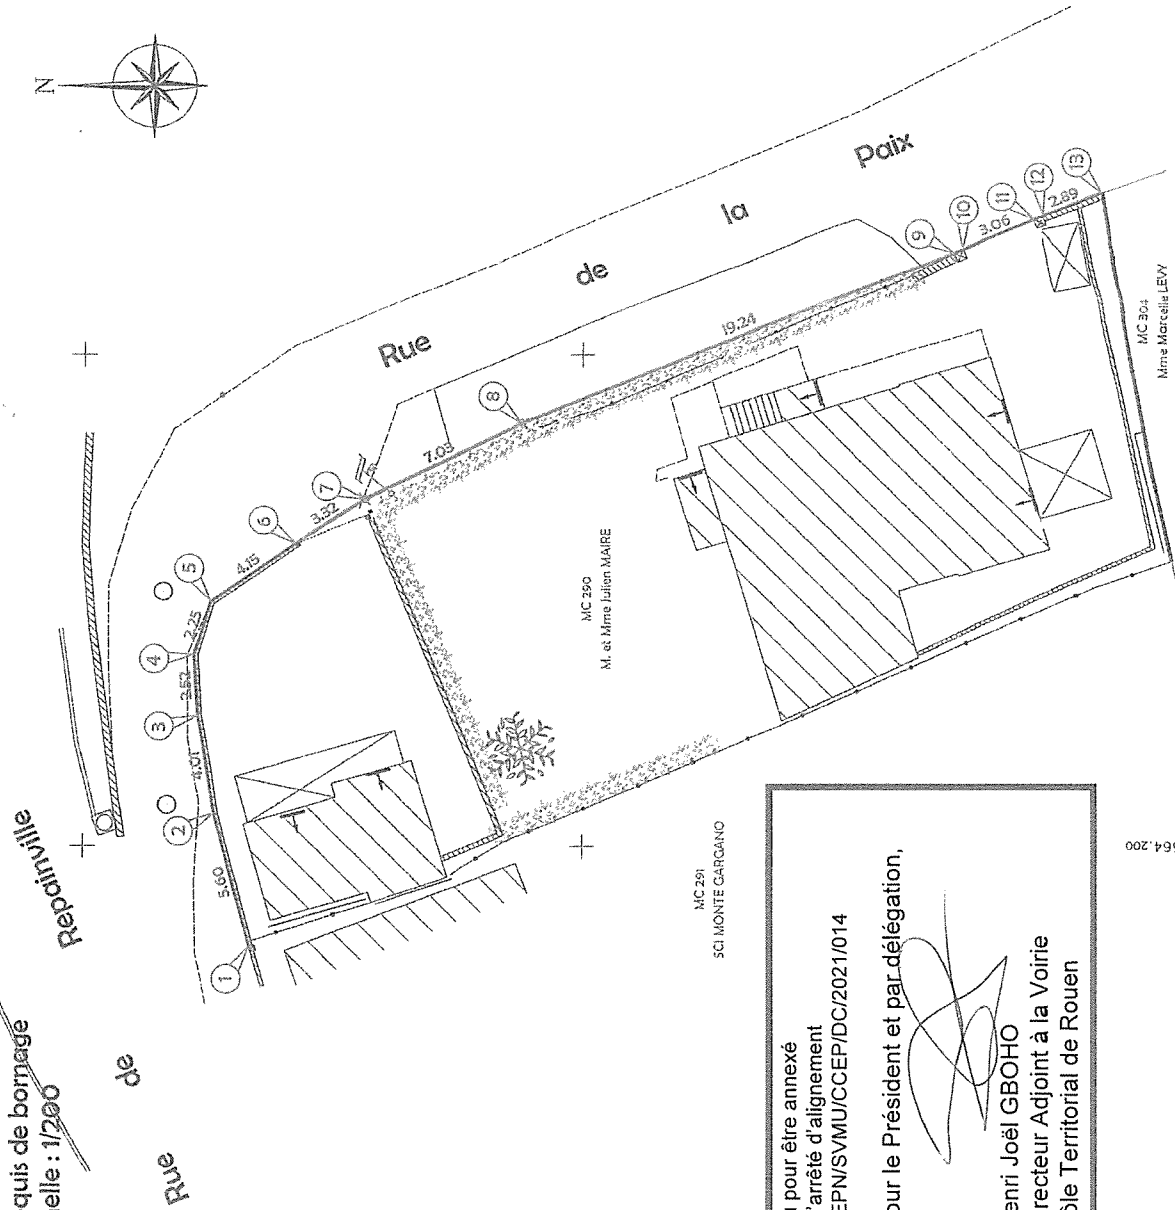 quis de bornage
elle : 1/200
Rue de Repainville
N
Rue de la Paix
1
5.60
2
4.01
3
2.52
4
2.25
5
4.15
6
3.32
7
7.03
8
19.24
9
10
3.06
11
12
2.89
13
MC 290
M. et Mme Julien MAIRE
MC 291
SCI MONTE GARGANO
MC 304
Mme Marcelle LEVY
64.200
pour être annexé
'arrêté d'alignement
EPN/SVMU/CCEP/DC/2021/014
our le Président et par délégation,
enri Joël GBOHO
recteur Adjoint à la Voirie
ôle Territorial de Rouen